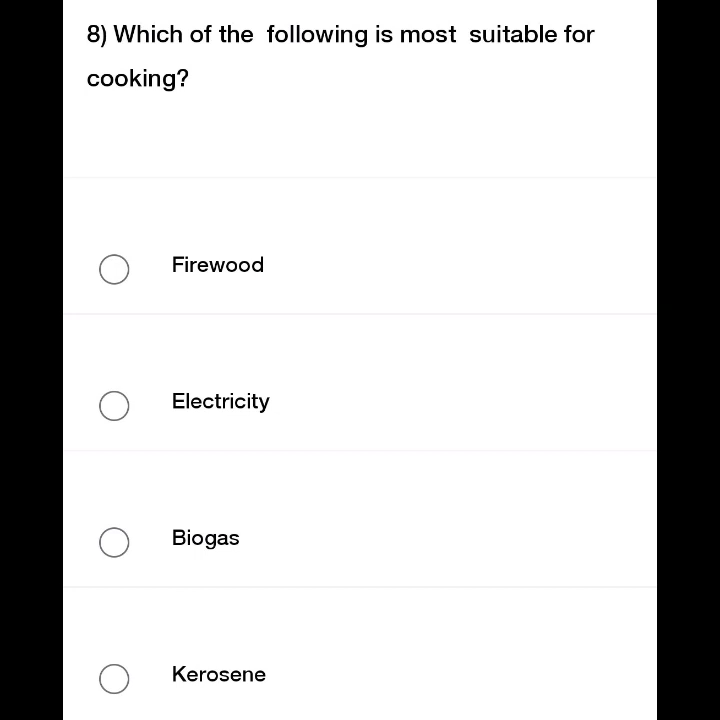 8) Which of the following is most suitable for
cooking?
Firewood
Electricity
Biogas
Kerosene